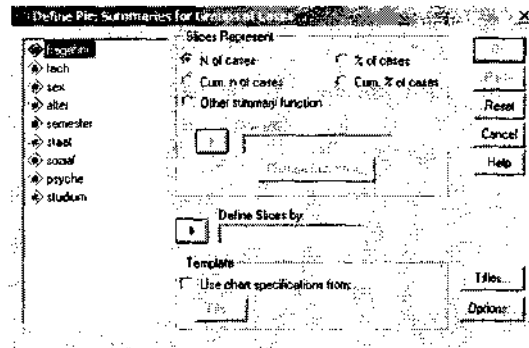 Define Pie: Summaries for Groups of Cases
fach
sex
alter
semester
staat
sozial
psyche
studium
Slices Represent
N of cases
% of cases
Cum. n of cases
Cum. % of cases
Other summary function
Define Slices by:
Template
Use chart specifications from:
Reset
Cancel
Help
Titles...
Options...